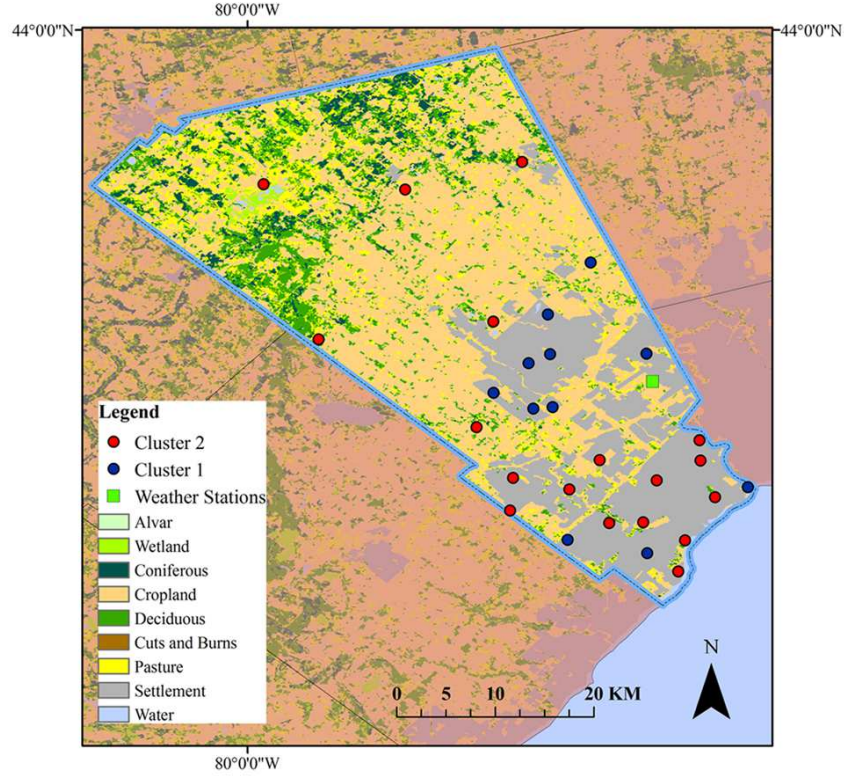 80°0'0"W
44°0'0"N
44°0'0"N
Legend
Cluster 2
Cluster 1
Weather Stations
Alvar
Wetland
Coniferous
Cropland
Deciduous
Cuts and Burns
Pasture
Settlement
Water
N
0 5 10 20 KM
80°0'0"W